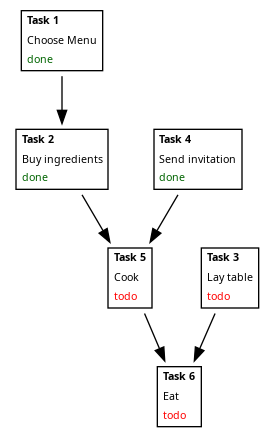 Task 1
Choose Menu
done
Task 2
Buy ingredients
done
Task 4
Send invitation
done
Task 5
Cook
todo
Task 3
Lay table
todo
Task 6
Eat
todo